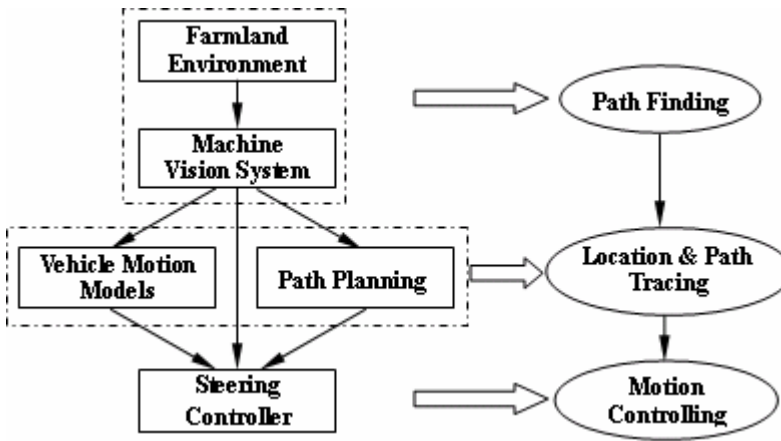 Farmland
Environment
Path Finding
Machine
Vision System
Vehicle Motion
Models
Path Planning
Location & Path
Tracing
Steering
Controller
Motion
Controlling